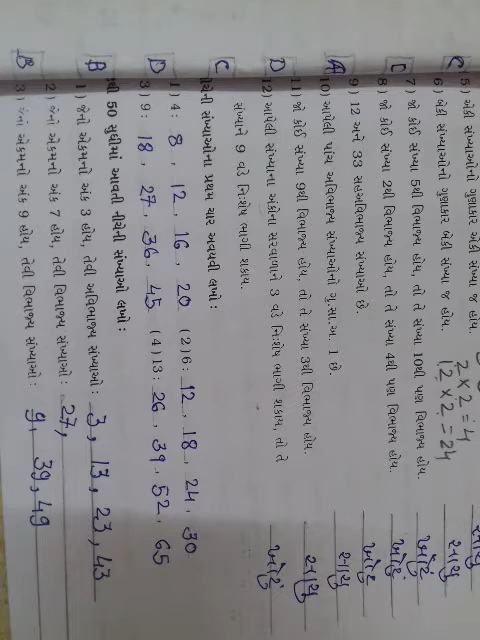 5) એકી સંખ્યાઓનો ગુણાકાર એકી સંખ્યા જ હોય. સાચુ
6) બેકી સંખ્યાઓનો ગુણાકાર બેકી સંખ્યા જ હોય. સાચુ
2 × 2 = 4
12 × 2 = 24
7) જો કોઈ સંખ્યા 5થી વિભાજ્ય હોય, તો તે સંખ્યા 10થી પણ વિભાજ્ય હોય. ખોટું
C 8) જો કોઈ સંખ્યા 2થી વિભાજ્ય હોય, તો તે સંખ્યા 4થી પણ વિભાજ્ય હોય. ખોટું
9) 12 અને 33 સહઅવિભાજ્ય સંખ્યાઓ છે. ખોટુ
A 10) આપેલી પાંચ અવિભાજ્ય સંખ્યાઓનો ગુ.સા.અ. 1 છે. સાચુ
11) જો કોઈ સંખ્યા 9થી વિભાજ્ય હોય, તો તે સંખ્યા 3થી વિભાજ્ય હોય. સાચુ
D 12) આપેલી સંખ્યાના અંકોના સરવાળાને 3 વડે નિઃશેષ ભાગી શકાય, તો તે
સંખ્યાને 9 વડે નિઃશેષ ભાગી શકાય. ખોટું
C નીચેની સંખ્યાઓના પ્રથમ ચાર અવયવી લખો :
1) 4 : 8, 12, 16, 20 (2) 6 : 12, 18, 24, 30
D 3) 9 : 18, 27, 36, 45 (4) 13 : 26, 39, 52, 65
થી 50 સુધીમાં આવતી નીચેની સંખ્યાઓ લખો :
B 1) જેનો એકમનો અંક 3 હોય, તેવી અવિભાજ્ય સંખ્યાઓ : 3, 13, 23, 43
2) જેનો એકમનો અંક 7 હોય, તેવી વિભાજ્ય સંખ્યાઓ : 27,
B 3) જેના એકમનો અંક 9 હોય, તેવી વિભાજ્ય સંખ્યાઓ : 9, 39, 49